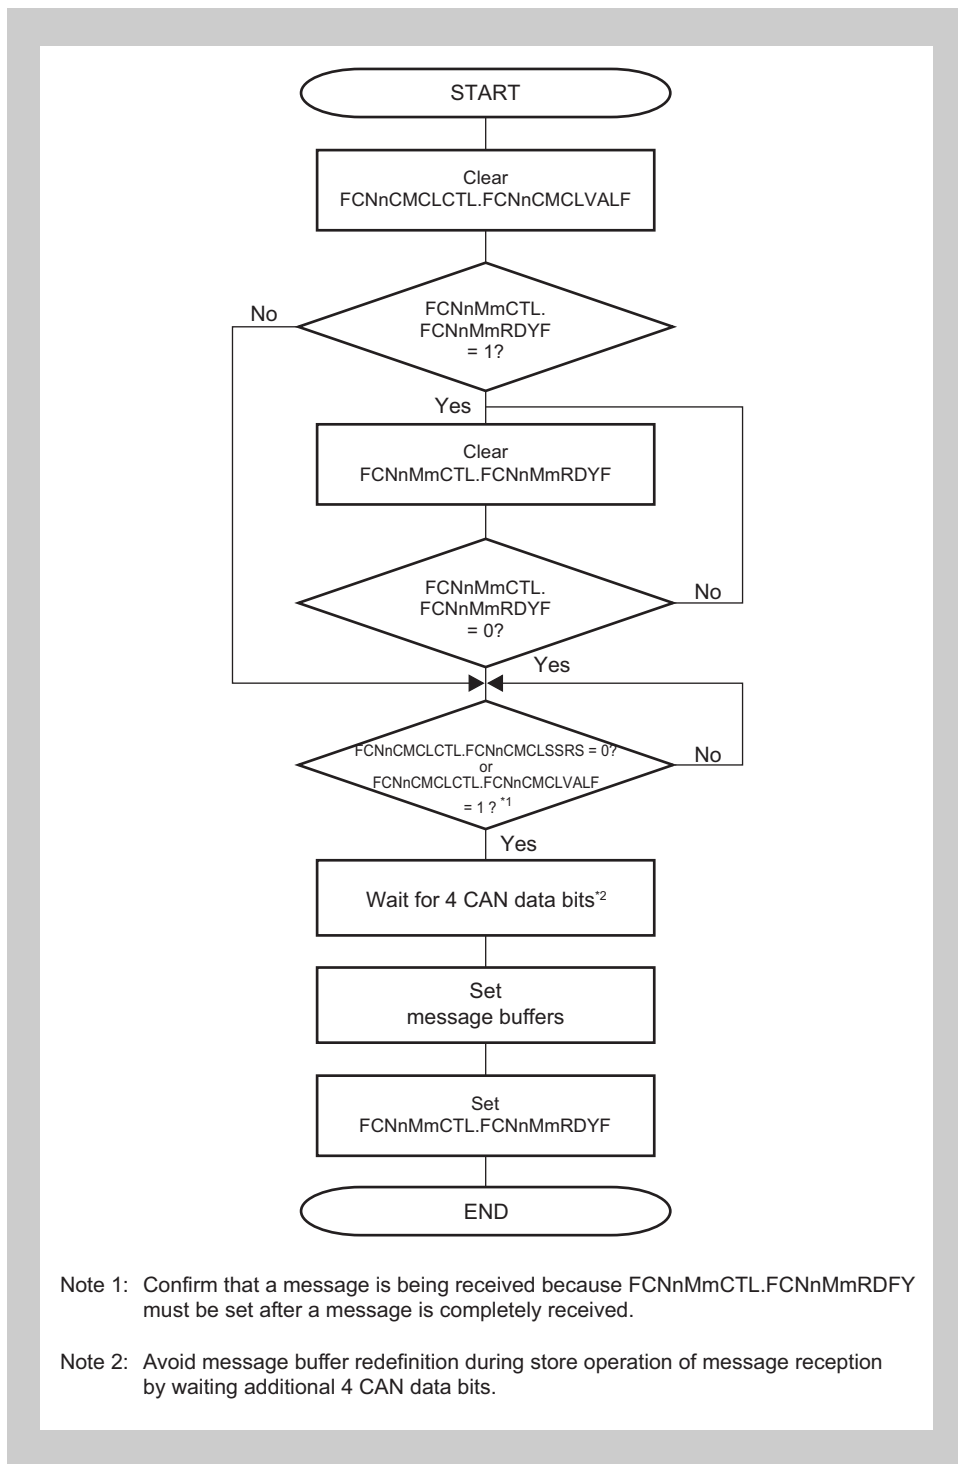 START
Clear
FCNnCMCLCTL.FCNnCMCLVALF
No
FCNnMmCTL.
FCNnMmRDYF
= 1?
Yes
Clear
FCNnMmCTL.FCNnMmRDYF
FCNnMmCTL.
FCNnMmRDYF
= 0?
No
Yes
FCNnCMCLCTL.FCNnCMCLSSRS = 0?
or
FCNnCMCLCTL.FCNnCMCLVALF
= 1 ? *1
No
Yes
Wait for 4 CAN data bits*2
Set
message buffers
Set
FCNnMmCTL.FCNnMmRDYF
END
Note 1: Confirm that a message is being received because FCNnMmCTL.FCNnMmRDFY
must be set after a message is completely received.
Note 2: Avoid message buffer redefinition during store operation of message reception
by waiting additional 4 CAN data bits.